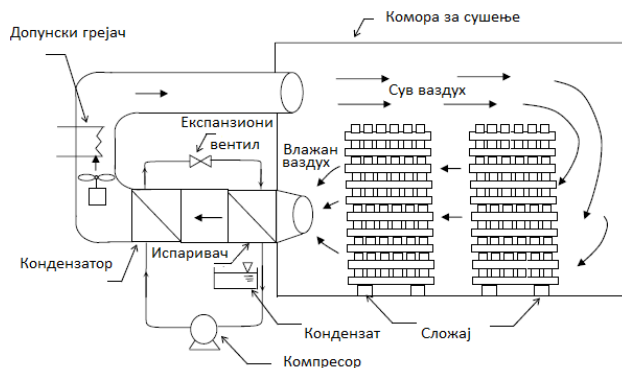 Комора за сушење
Допунски грејач
Сув ваздух
Експанзиони
вентил
Влажан
ваздух
Испаривач
Кондензатор
Кондензат
Сложај
Компресор